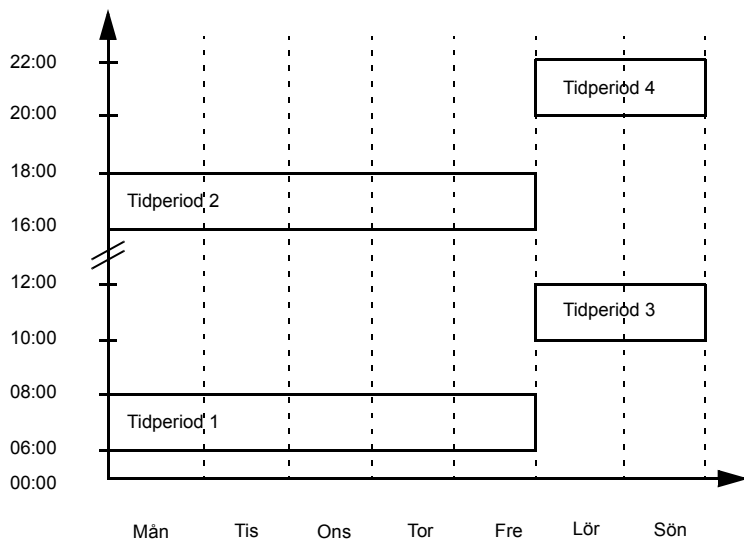 22:00
Tidperiod 4
20:00
18:00
Tidperiod 2
16:00
12:00
Tidperiod 3
10:00
08:00
Tidperiod 1
06:00
00:00
Mån Tis Ons Tor Fre Lör Sön